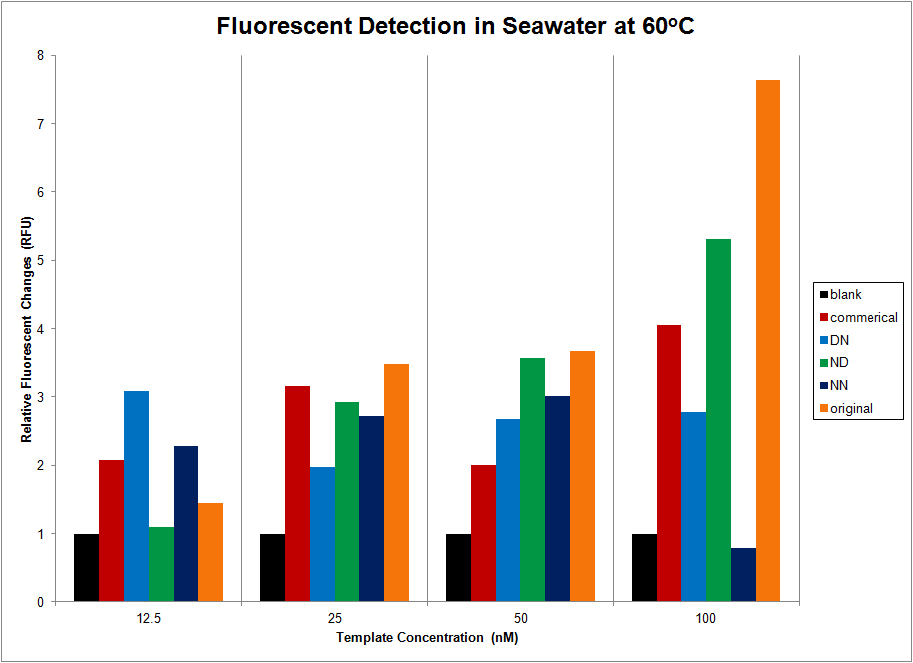 Fluorescent Detection in Seawater at 60ºC
8
7
6
5
4
3
2
1
0
Relative Fluorescent Changes (RFU)
12.5 25 50 100
Template Concentration (nM)
blank
commerical
DN
ND
NN
original